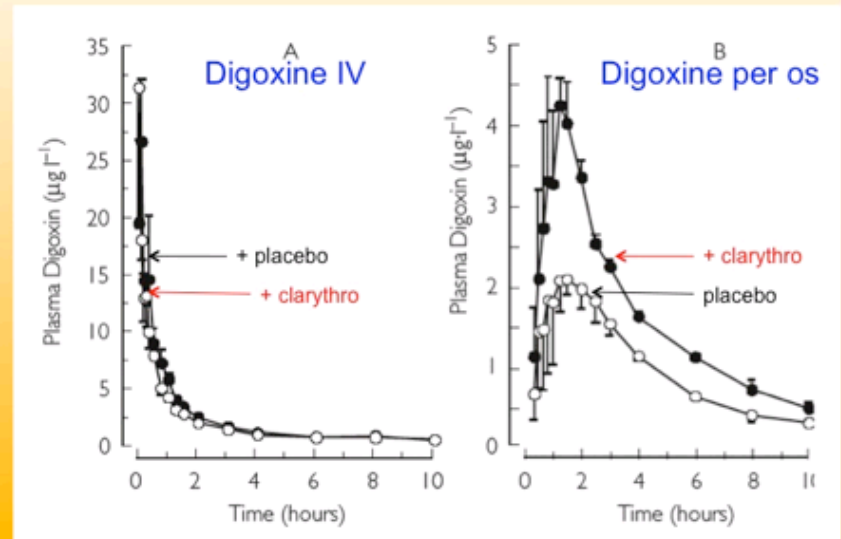 A
Digoxine IV
Plasma Digoxin (µg l⁻¹)
35
30
25
20
15
10
5
0
+ placebo
+ clarythro
0 2 4 6 8 10
Time (hours)
B
Digoxine per os
Plasma Digoxin (µg·l⁻¹)
5
4
3
2
1
0
+ clarythro
placebo
0 2 4 6 8
Time (hours)